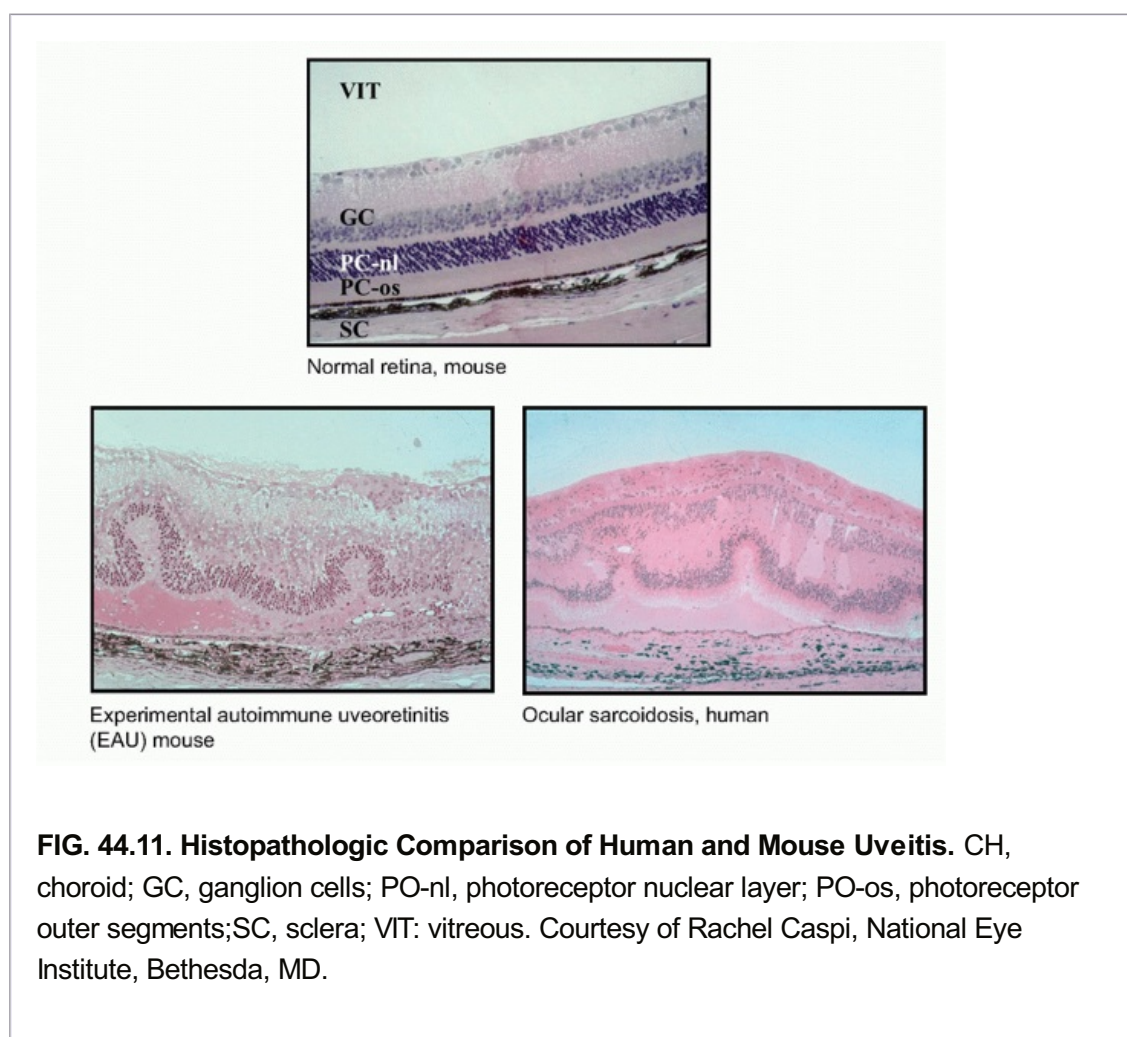 VIT
GC
PC-nl
PC-os
SC
Normal retina, mouse
Experimental autoimmune uveoretinitis
(EAU) mouse
Ocular sarcoidosis, human
FIG. 44.11. Histopathologic Comparison of Human and Mouse Uveitis. CH,
choroid; GC, ganglion cells; PO-nl, photoreceptor nuclear layer; PO-os, photoreceptor
outer segments;SC, sclera; VIT: vitreous. Courtesy of Rachel Caspi, National Eye
Institute, Bethesda, MD.